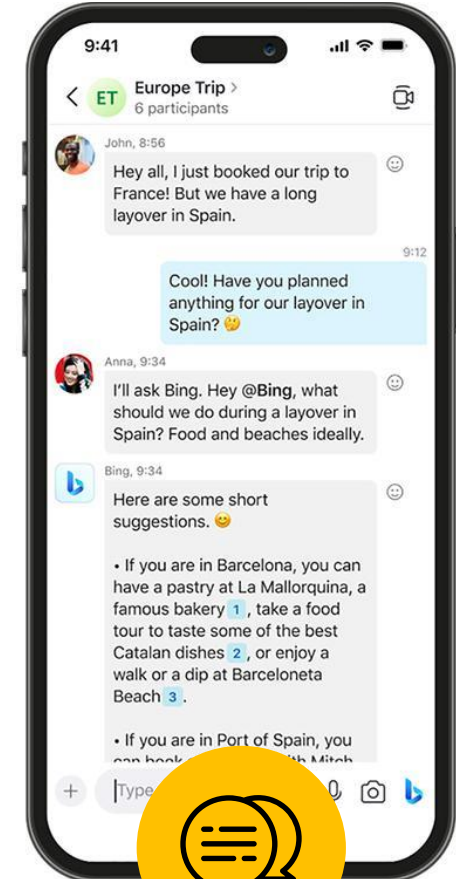 9:41
ET
Europe Trip >
6 participants
John, 8:56
Hey all, I just booked our trip to
France! But we have a long
layover in Spain.
9:12
Cool! Have you planned
anything for our layover in
Spain? 🤔
Anna, 9:34
I'll ask Bing. Hey @Bing, what
should we do during a layover in
Spain? Food and beaches ideally.
Bing, 9:34
Here are some short
suggestions. 😊
• If you are in Barcelona, you can
have a pastry at La Mallorquina, a
famous bakery 1, take a food
tour to taste some of the best
Catalan dishes 2, or enjoy a
walk or a dip at Barceloneta
Beach 3.
• If you are in Port of Spain, you
can book
Type